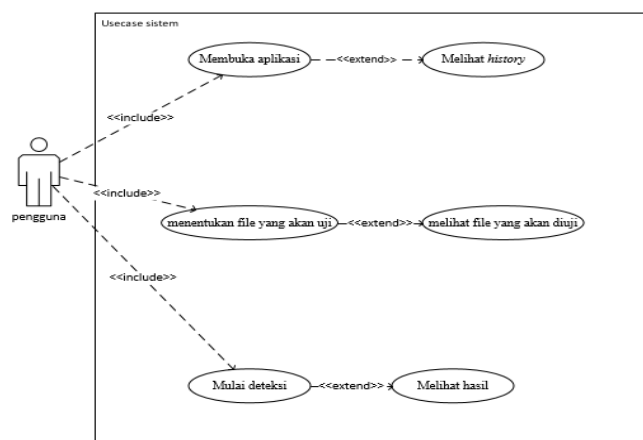 Usecase sistem
Membuka aplikasi
<<extend>>
Melihat history
<<include>>
pengguna
<<include>>
menentukan file yang akan uji
<<extend>>
melihat file yang akan diuji
<<include>>
Mulai deteksi
<<extend>>
Melihat hasil